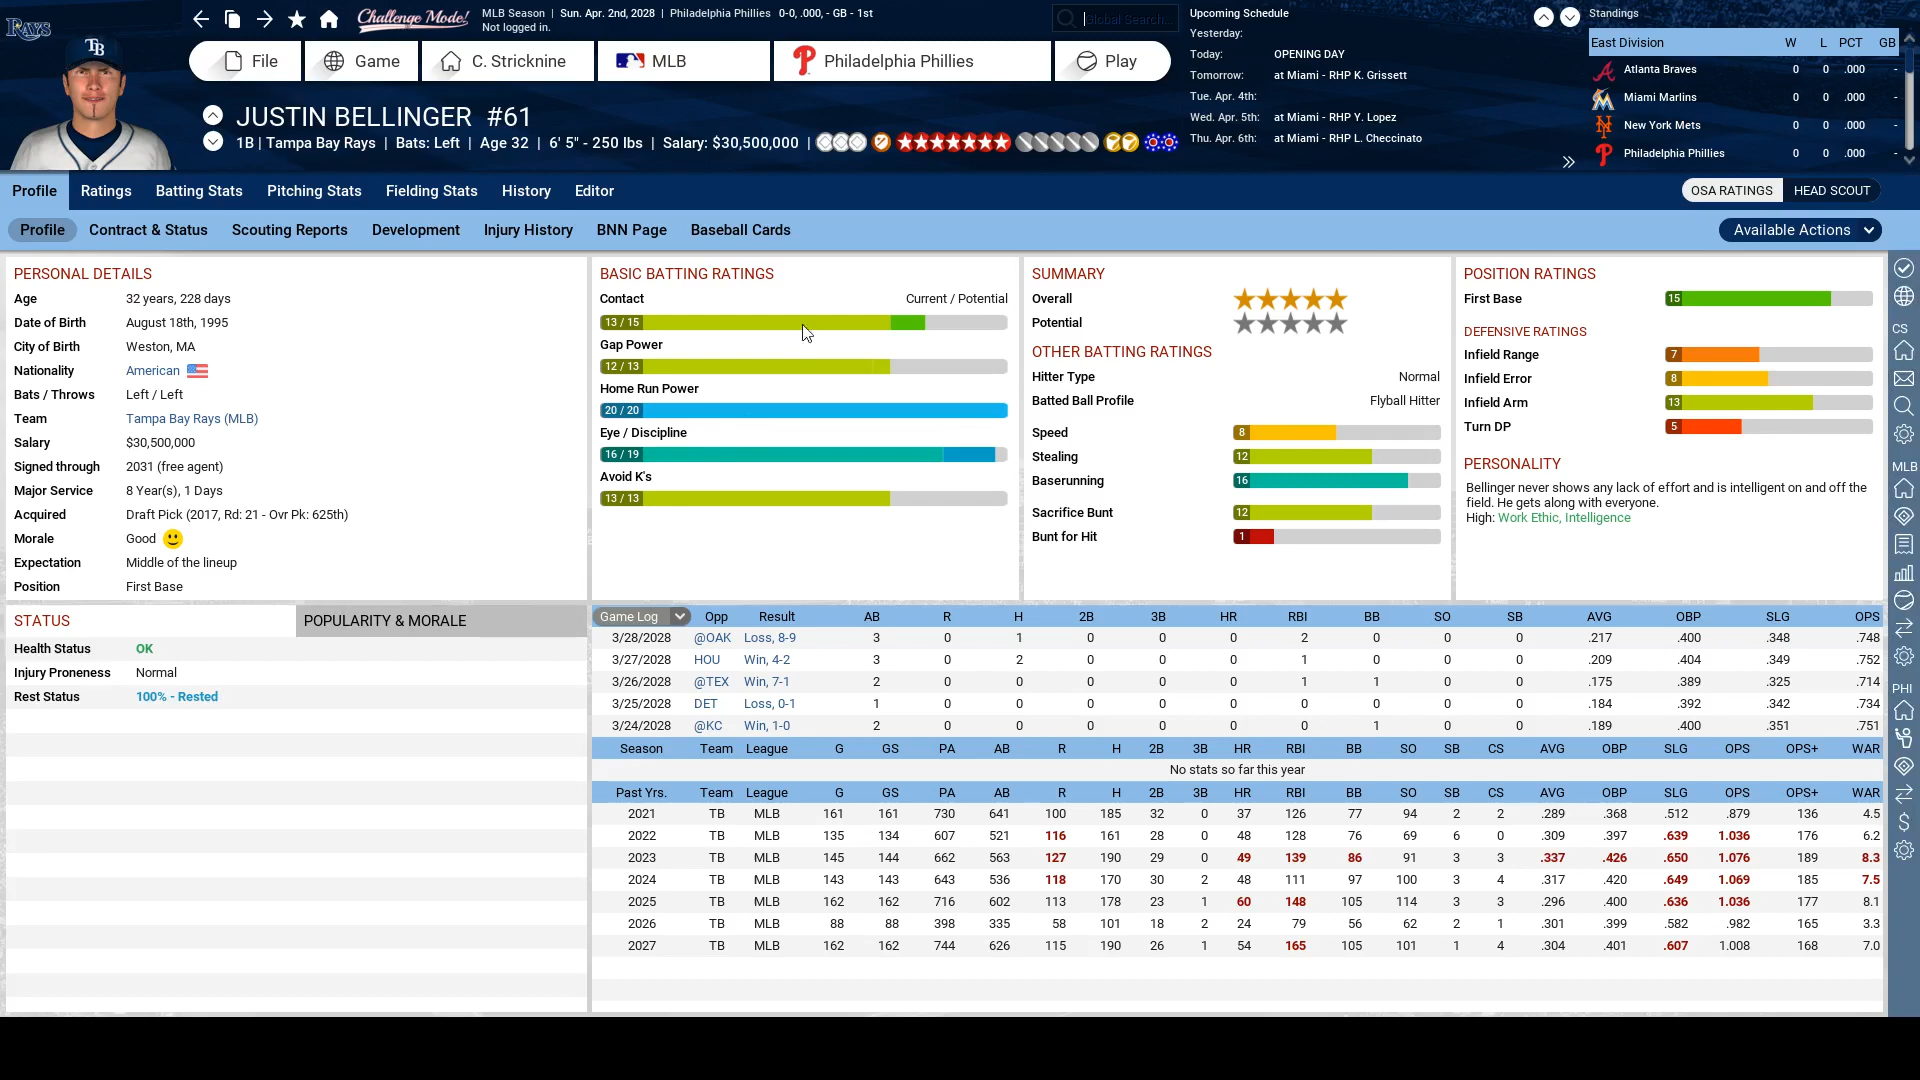 RAYS
TB
Challenge Mode!
MLB Season | Sun. Apr. 2nd, 2028 | Philadelphia Phillies 0-0, .000, - GB - 1st
Not logged in.
Global Search...
File
Game
C. Stricknine
MLB
Philadelphia Phillies
Play
Upcoming Schedule
Yesterday:
Today: OPENING DAY
Tomorrow: at Miami - RHP K. Grissett
Tue. Apr. 4th:
Wed. Apr. 5th: at Miami - RHP Y. Lopez
Thu. Apr. 6th: at Miami - RHP L. Checcinato
Standings
East Division W L PCT GB
Atlanta Braves 0 0 .000 -
Miami Marlins 0 0 .000 -
New York Mets 0 0 .000 -
Philadelphia Phillies 0 0 .000 -
JUSTIN BELLINGER #61
1B | Tampa Bay Rays | Bats: Left | Age 32 | 6' 5" - 250 lbs | Salary: $30,500,000 |
Profile Ratings Batting Stats Pitching Stats Fielding Stats History Editor
OSA RATINGS HEAD SCOUT
Profile Contract & Status Scouting Reports Development Injury History BNN Page Baseball Cards
Available Actions
PERSONAL DETAILS
Age 32 years, 228 days
Date of Birth August 18th, 1995
City of Birth Weston, MA
Nationality American
Bats / Throws Left / Left
Team Tampa Bay Rays (MLB)
Salary $30,500,000
Signed through 2031 (free agent)
Major Service 8 Year(s), 1 Days
Acquired Draft Pick (2017, Rd: 21 - Ovr Pk: 625th)
Morale Good
Expectation Middle of the lineup
Position First Base
BASIC BATTING RATINGS
Contact Current / Potential
13 / 15
Gap Power
12 / 13
Home Run Power
20 / 20
Eye / Discipline
16 / 19
Avoid K's
13 / 13
SUMMARY
Overall
Potential
OTHER BATTING RATINGS
Hitter Type Normal
Batted Ball Profile Flyball Hitter
Speed 8
Stealing 12
Baserunning 16
Sacrifice Bunt 12
Bunt for Hit 1
POSITION RATINGS
First Base 15
DEFENSIVE RATINGS
Infield Range 7
Infield Error 8
Infield Arm 13
Turn DP 5
PERSONALITY
Bellinger never shows any lack of effort and is intelligent on and off the
field. He gets along with everyone.
High: Work Ethic, Intelligence
CS
MLB
PHI
STATUS
POPULARITY & MORALE
Health Status OK
Injury Proneness Normal
Rest Status 100% - Rested
Game Log Opp Result AB R H 2B 3B HR RBI BB SO SB AVG OBP SLG OPS
3/28/2028 @OAK Loss, 8-9 3 0 1 0 0 0 2 0 0 0 .217 .400 .348 .748
3/27/2028 HOU Win, 4-2 3 0 2 0 0 0 1 0 0 0 .209 .404 .349 .752
3/26/2028 @TEX Win, 7-1 2 0 0 0 0 0 1 1 0 0 .175 .389 .325 .714
3/25/2028 DET Loss, 0-1 1 0 0 0 0 0 0 0 0 0 .184 .392 .342 .734
3/24/2028 @KC Win, 1-0 2 0 0 0 0 0 0 1 0 0 .189 .400 .351 .751
Season Team League G GS PA AB R H 2B 3B HR RBI BB SO SB CS AVG OBP SLG OPS OPS+ WAR
No stats so far this year
Past Yrs. Team League G GS PA AB R H 2B 3B HR RBI BB SO SB CS AVG OBP SLG OPS OPS+ WAR
2021 TB MLB 161 161 730 641 100 185 32 0 37 126 77 94 2 2 .289 .368 .512 .879 136 4.5
2022 TB MLB 135 134 607 521 116 161 28 0 48 128 76 69 6 0 .309 .397 .639 1.036 176 6.2
2023 TB MLB 145 144 662 563 127 190 29 0 49 139 86 91 3 3 .337 .426 .650 1.076 189 8.3
2024 TB MLB 143 143 643 536 118 170 30 2 48 111 97 100 3 4 .317 .420 .649 1.069 185 7.5
2025 TB MLB 162 162 716 602 113 178 23 1 60 148 105 114 3 3 .296 .400 .636 1.036 177 8.1
2026 TB MLB 88 88 398 335 58 101 18 2 24 79 56 62 2 1 .301 .399 .582 .982 165 3.3
2027 TB MLB 162 162 744 626 115 190 26 1 54 165 105 101 1 4 .304 .401 .607 1.008 168 7.0